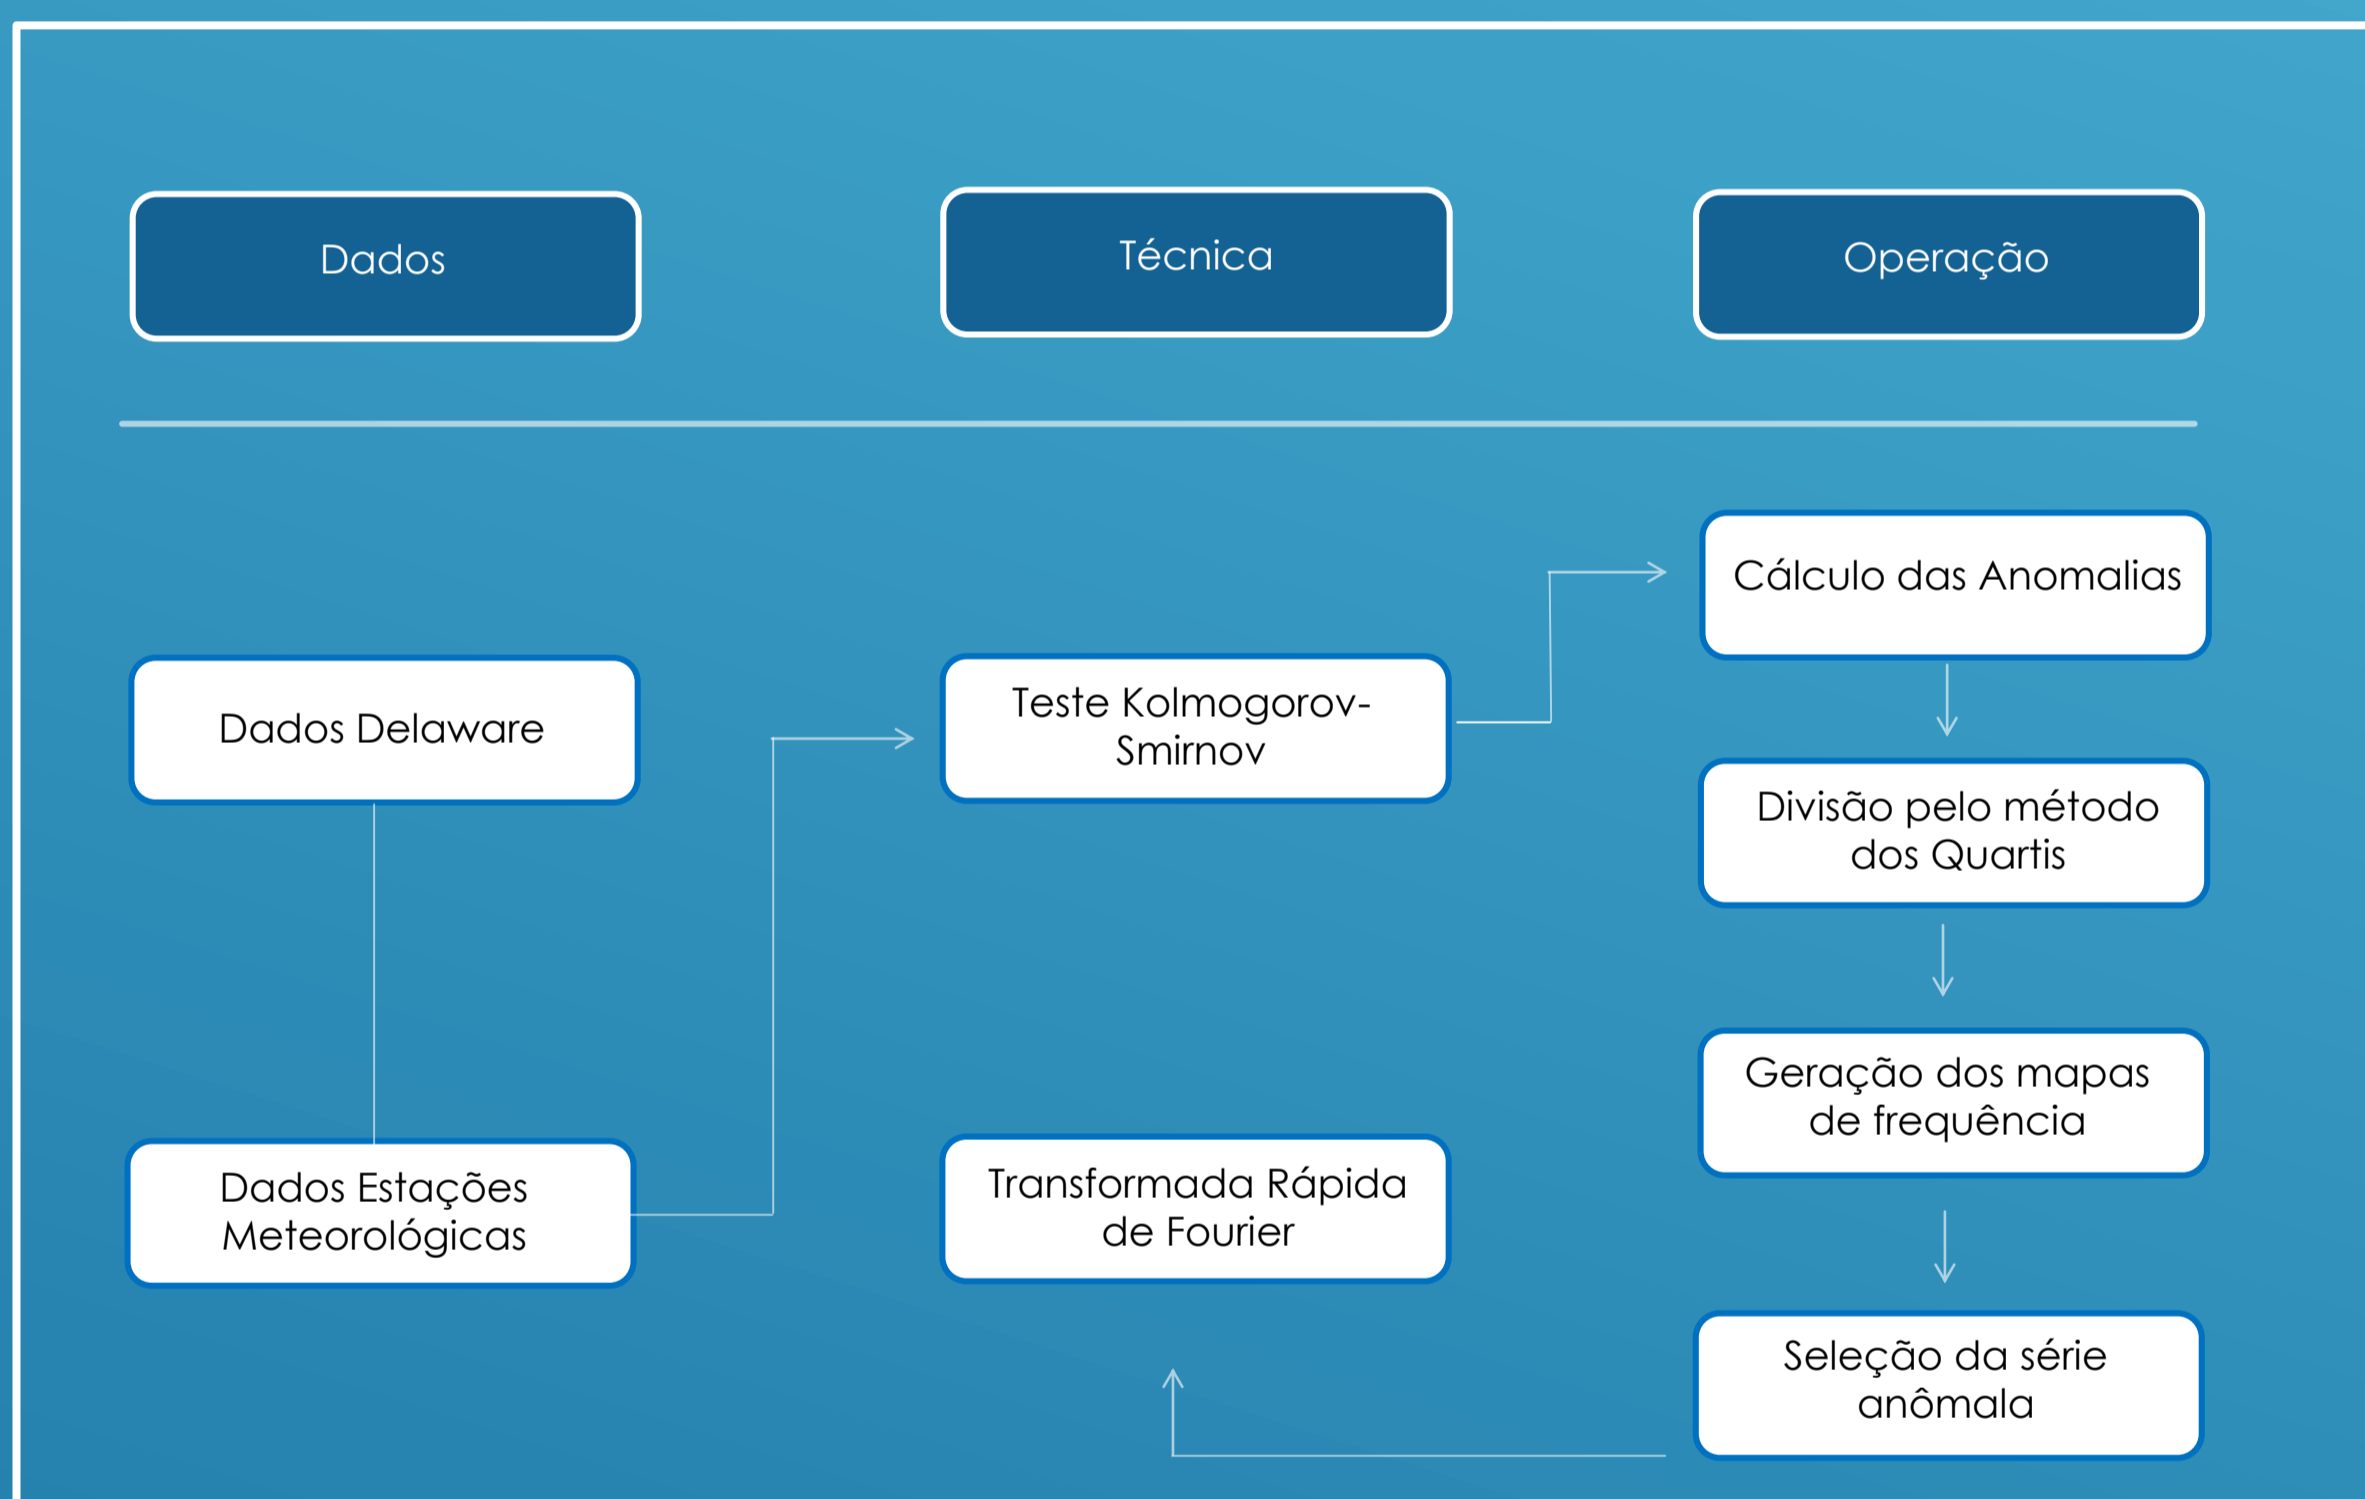 Dados
Técnica
Operação
Cálculo das Anomalias
Dados Delaware
Teste Kolmogorov-
Smirnov
Divisão pelo método
dos Quartis
Geração dos mapas
de frequência
Dados Estações
Meteorológicas
Transformada Rápida
de Fourier
Seleção da série
anômala